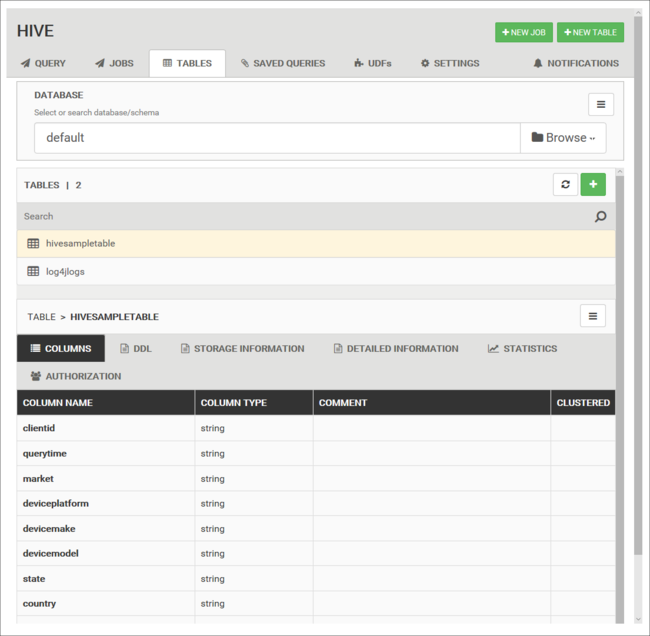 HIVE
+ NEW JOB
+ NEW TABLE
QUERY
JOBS
TABLES
SAVED QUERIES
UDFs
SETTINGS
NOTIFICATIONS
DATABASE
Select or search database/schema
default
Browse
TABLES | 2
Search
hivesampletable
log4jlogs
TABLE > HIVESAMPLETABLE
COLUMNS
DDL
STORAGE INFORMATION
DETAILED INFORMATION
STATISTICS
AUTHORIZATION
COLUMN NAME COLUMN TYPE COMMENT CLUSTERED
clientid string
querytime string
market string
deviceplatform string
devicemake string
devicemodel string
state string
country string